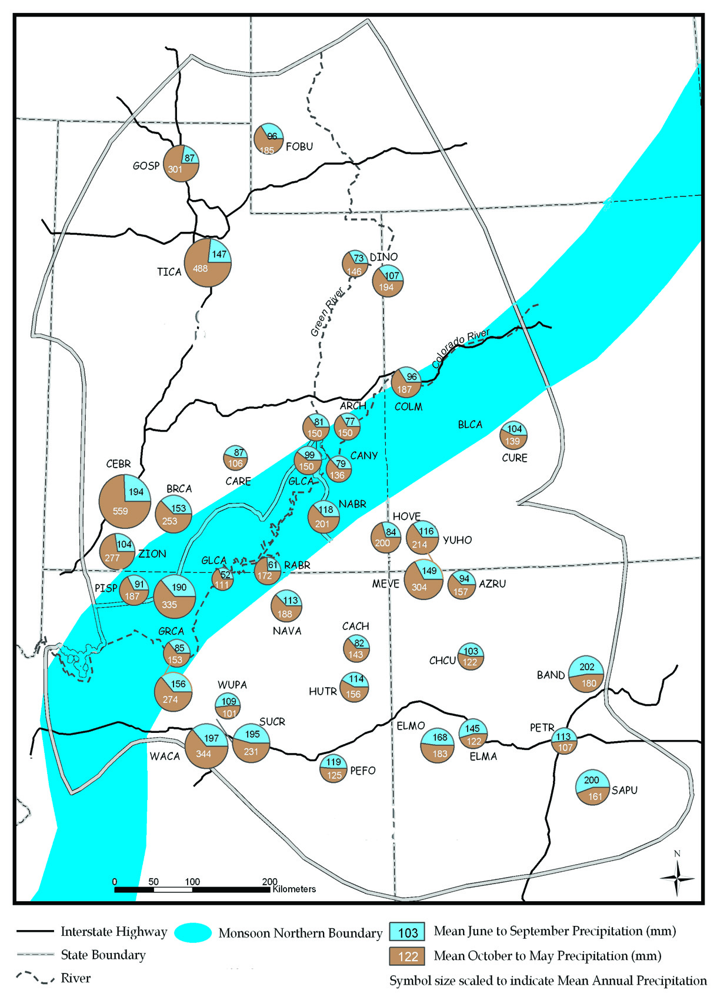 96
185
FOBU
87
301
GOSP
147
488
TICA
73
146
DINO
107
194
Green River
Colorado River
96
187
COLM
ARCH
81
150
77
150
BLCA
104
139
CURE
87
106
CARE
99
150
GLCA
79
136
CANY
CEBR
194
559
BRCA
153
253
118
201
NABR
HOVE
84
200
116
214
YUHO
104
277
ZION
GLCA
52
111
61
172
RABR
PISP
91
187
190
335
MEVE
149
304
94
157
AZRU
113
188
NAVA
GRCA
85
153
CACH
82
143
CHCU
103
122
BAND
202
180
156
274
HUTR
114
156
WUPA
109
101
SUCR
195
231
WACA
197
344
ELMO
168
183
145
122
ELMA
PETR
113
107
119
125
PEFO
200
161
SAPU
N
0 50 100 200
Kilometers
Interstate Highway
State Boundary
River
Monsoon Northern Boundary
103 Mean June to September Precipitation (mm)
122 Mean October to May Precipitation (mm)
Symbol size scaled to indicate Mean Annual Precipitation